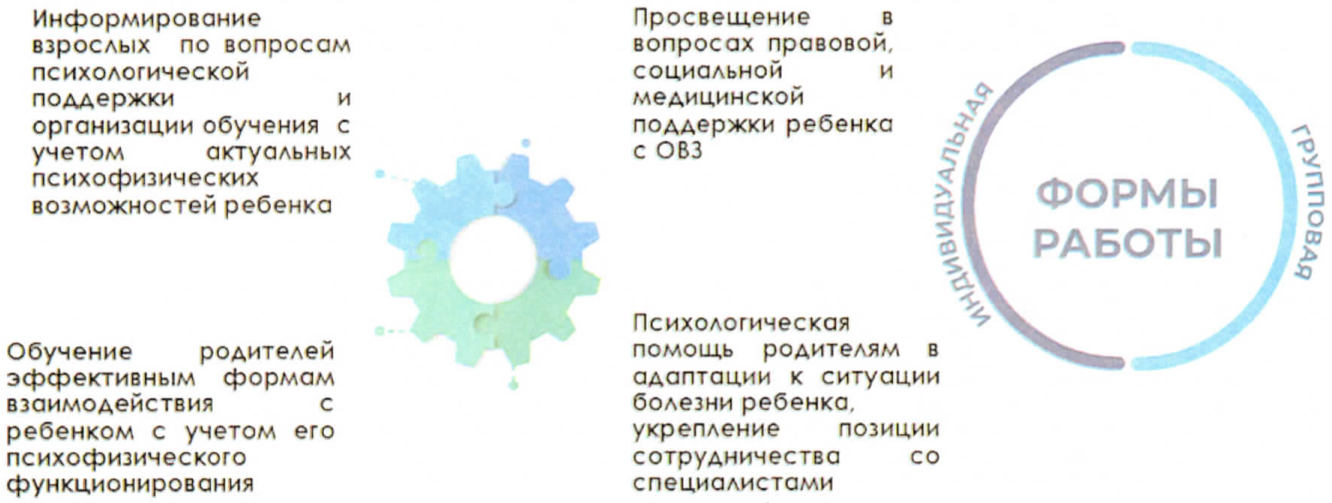 Информирование
взрослых по вопросам
психологической
поддержки и
организации обучения с
учетом актуальных
психофизических
возможностей ребенка
Просвещение в
вопросах правовой,
социальной и
медицинской
поддержки ребенка
с ОВЗ
Обучение родителей
эффективным формам
взаимодействия с
ребенком с учетом его
психофизического
функционирования
Психологическая
помощь родителям в
адаптации к ситуации
болезни ребенка,
укрепление позиции
сотрудничества со
специалистами
ИНДИВИДУАЛЬНАЯ
ФОРМЫ
РАБОТЫ
ГРУППОВАЯ